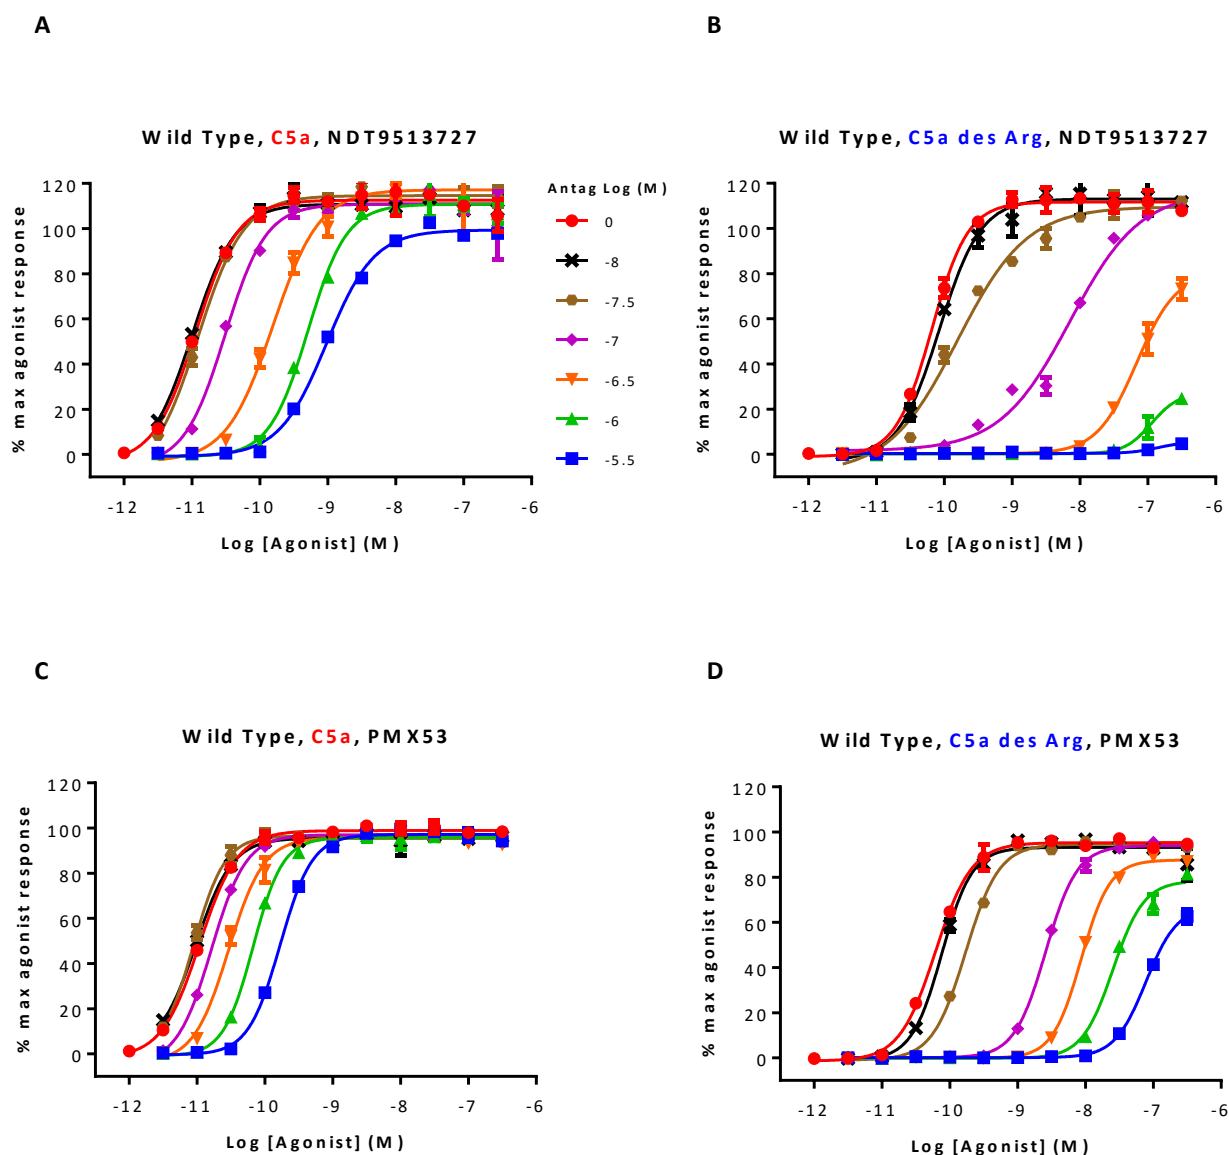 A
B
Wild Type, C5a, NDT9513727
Wild Type, C5a des Arg, NDT9513727
% max agonist response
120
100
80
60
40
20
0
-12 -11 -10 -9 -8 -7 -6
Log [Agonist] (M)
Antag Log (M)
0
-8
-7.5
-7
-6.5
-6
-5.5
% max agonist response
120
100
80
60
40
20
0
-12 -11 -10 -9 -8 -7 -6
Log [Agonist] (M)
C
D
Wild Type, C5a, PMX53
Wild Type, C5a des Arg, PMX53
% max agonist response
120
100
80
60
40
20
0
-12 -11 -10 -9 -8 -7 -6
Log [Agonist] (M)
% max agonist response
120
100
80
60
40
20
0
-12 -11 -10 -9 -8 -7 -6
Log [Agonist] (M)